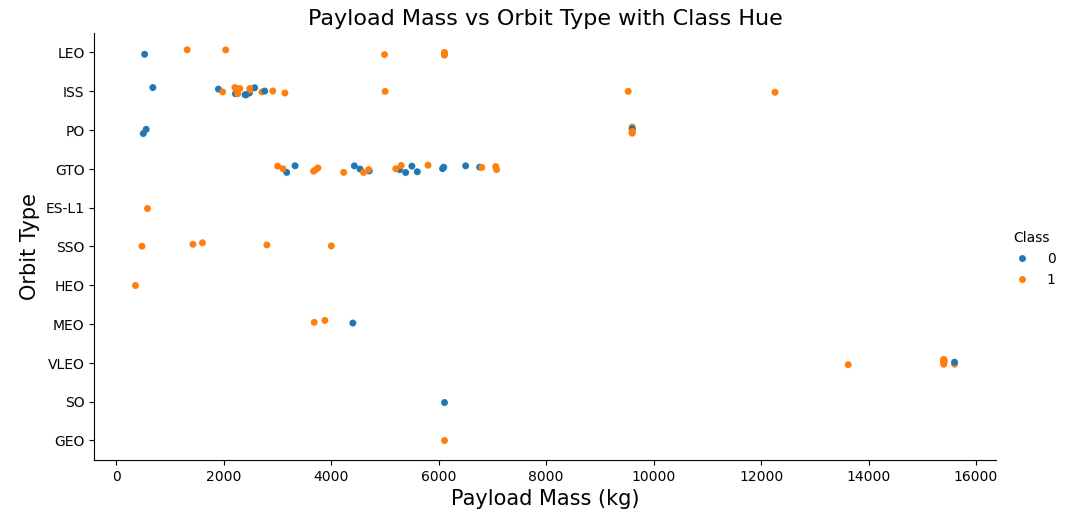 Payload Mass vs Orbit Type with Class Hue
Orbit Type
LEO
ISS
PO
GTO
ES-L1
SSO
HEO
MEO
VLEO
SO
GEO
0 2000 4000 6000 8000 10000 12000 14000 16000
Payload Mass (kg)
Class
0
1